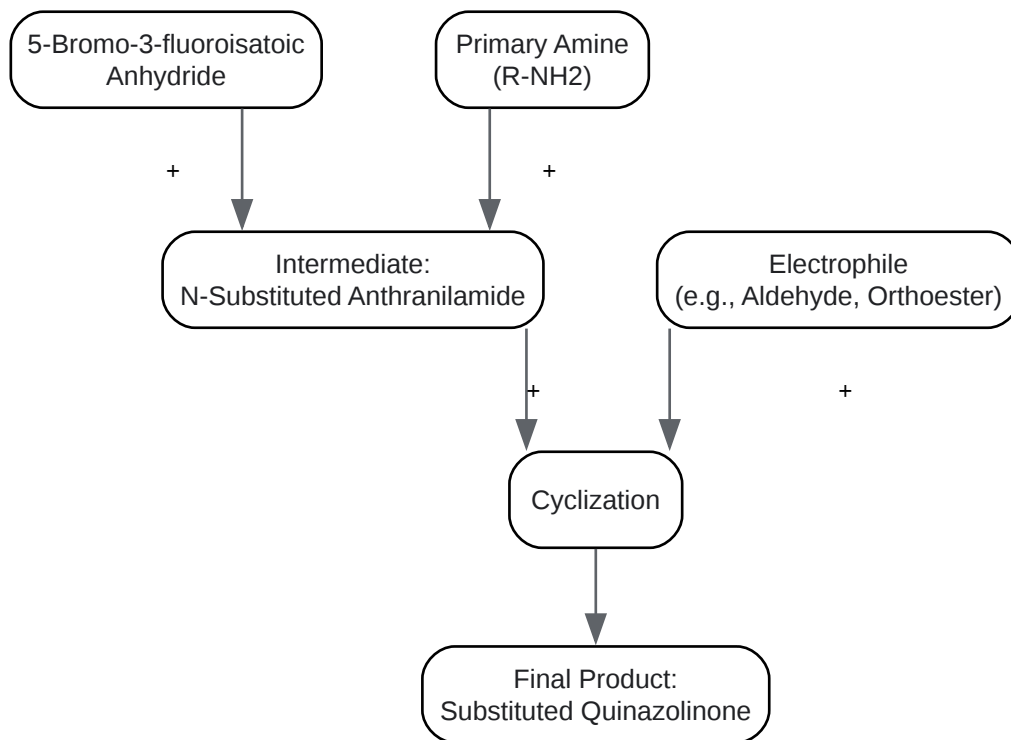 5-Bromo-3-fluoroisatoic
Anhydride
Primary Amine
(R-NH2)
+
+
Intermediate:
N-Substituted Anthranilamide
Electrophile
(e.g., Aldehyde, Orthoester)
+
+
Cyclization
Final Product:
Substituted Quinazolinone